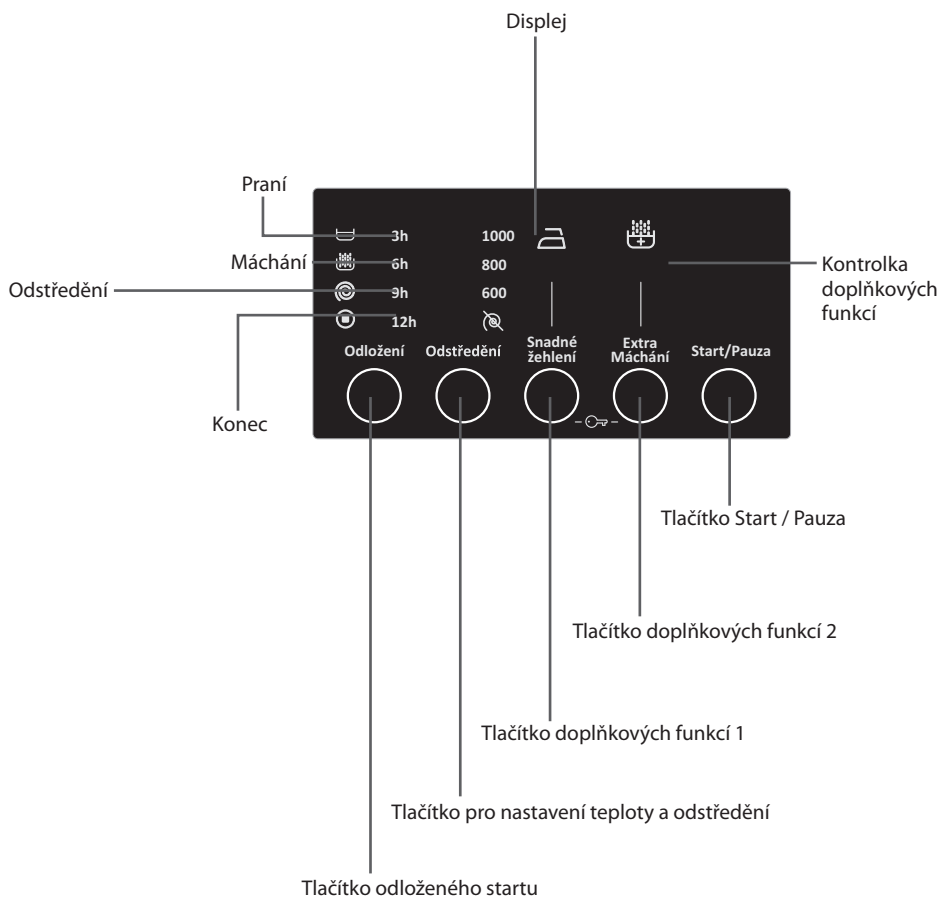 Displej
Praní
Máchání
Odstředění
Konec
3h 1000
6h 800
9h 600
12h
Odložení Odstředění Snadné žehlení Extra Máchání Start/Pauza
Kontrolka
doplňkových
funkcí
Tlačítko Start / Pauza
Tlačítko doplňkových funkcí 2
Tlačítko doplňkových funkcí 1
Tlačítko pro nastavení teploty a odstředění
Tlačítko odloženého startu